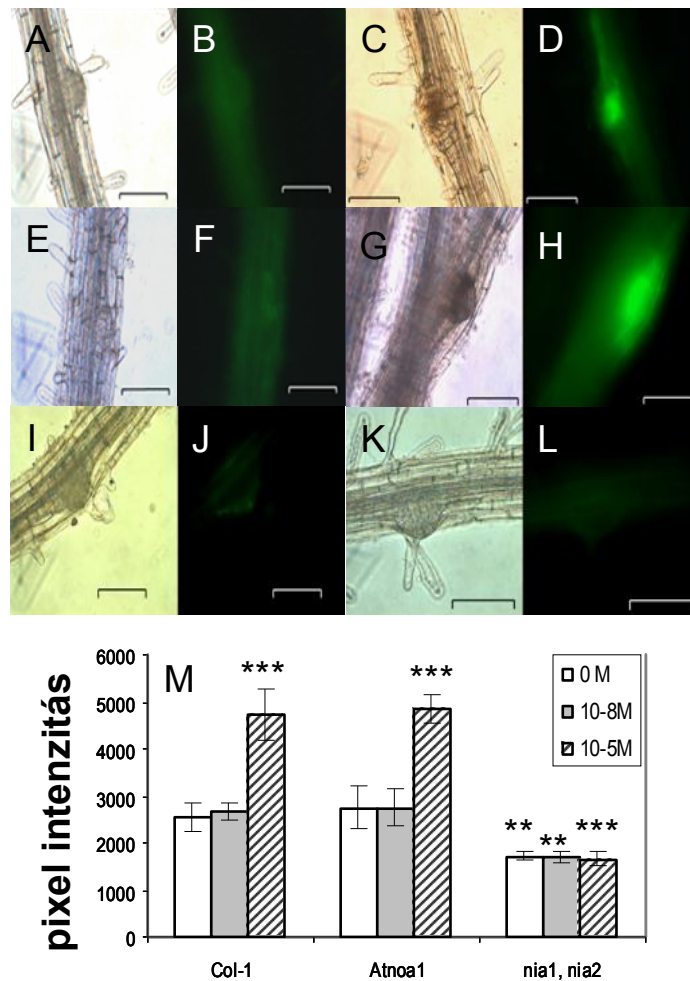 A B C D
E F G H
I J K L
pixel intenzitás
M
6000
5000
4000
3000
2000
1000
0
***
***
**
**
***
0 M
10-8M
10-5M
Col-1
Atnoa1
nia1, nia2